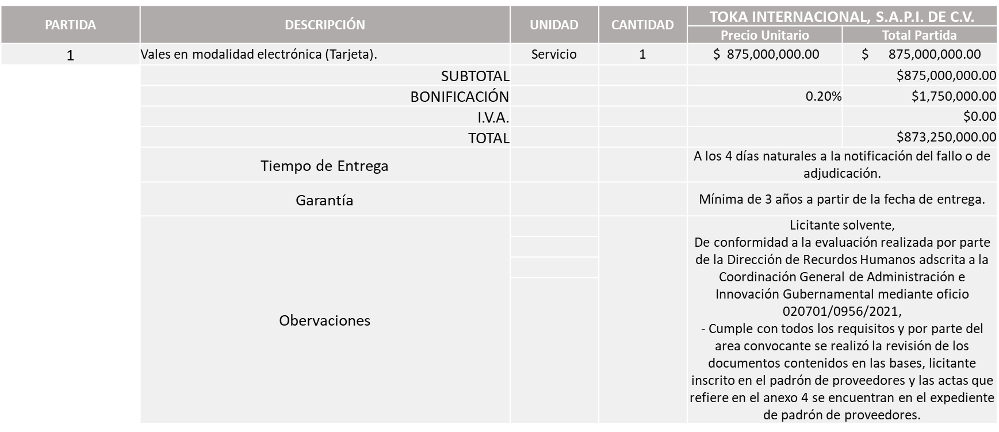 PARTIDA DESCRIPCIÓN UNIDAD CANTIDAD TOKA INTERNACIONAL, S.A.P.I. DE C.V.
Precio Unitario Total Partida
1 Vales en modalidad electrónica (Tarjeta). Servicio 1 $ 875,000,000.00 $ 875,000,000.00
SUBTOTAL $875,000,000.00
BONIFICACIÓN 0.20% $1,750,000.00
I.V.A. $0.00
TOTAL $873,250,000.00
Tiempo de Entrega
A los 4 días naturales a la notificación del fallo o de
adjudicación.
Garantía Mínima de 3 años a partir de la fecha de entrega.
Obervaciones
Licitante solvente,
De conformidad a la evaluación realizada por parte
de la Dirección de Recurdos Humanos adscrita a la
Coordinación General de Administración e
Innovación Gubernamental mediante oficio
020701/0956/2021,
- Cumple con todos los requisitos y por parte del
area convocante se realizó la revisión de los
documentos contenidos en las bases, licitante
inscrito en el padrón de proveedores y las actas que
refiere en el anexo 4 se encuentran en el expediente
de padrón de proveedores.